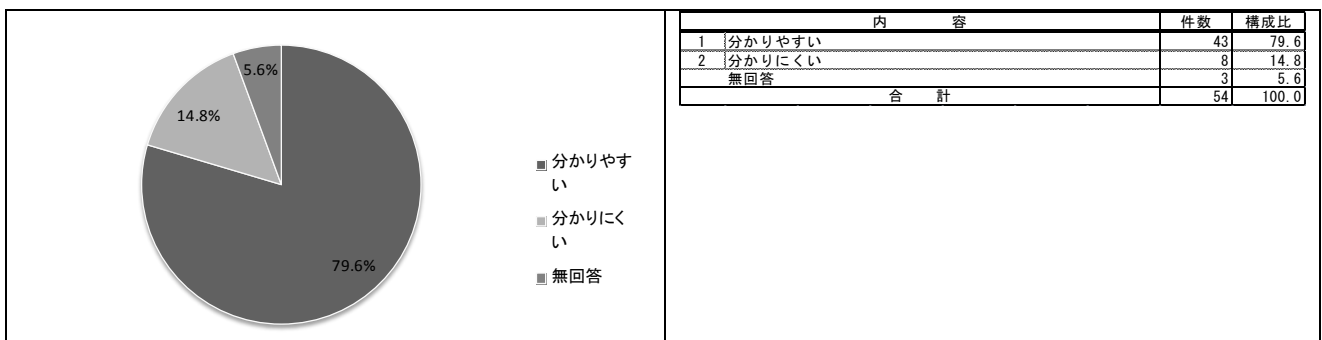 5.6%
14.8%
79.6%
分かりやす
い
分かりにく
い
無回答
内 容 件数 構成比
1 分かりやすい 43 79.6
2 分かりにくい 8 14.8
無回答 3 5.6
合 計 54 100.0